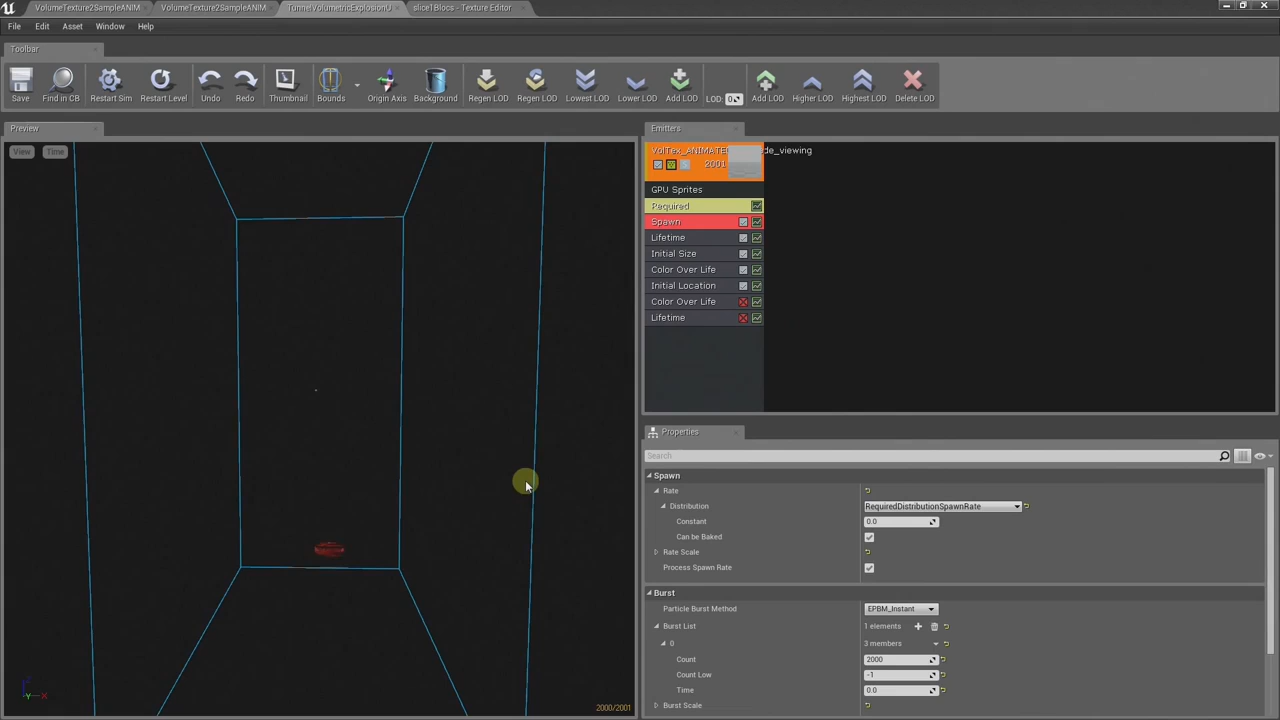 VolumeTexture2SampleANIM
VolumeTexture2SampleANIM
TunnelVolumetricExplosionU
slice1Blocs - Texture Editor
File Edit Asset Window Help
Toolbar
Save
Find in CB
Restart Sim
Restart Level
Undo
Redo
Thumbnail
Bounds
Origin Axis
Background
Regen LOD
Regen LOD
Lowest LOD
Lower LOD
Add LOD
LOD: 0
Add LOD
Higher LOD
Highest LOD
Delete LOD
Preview
View Time
2000/2001
Emitters
2001
GPU Sprites
Required
Spawn
Lifetime
Initial Size
Color Over Life
Initial Location
Color Over Life
Lifetime
Properties
Search
Spawn
Rate
Distribution RequiredDistributionSpawnRate
Constant 0.0
Can be Baked
Rate Scale
Process Spawn Rate
Burst
Particle Burst Method EPBM_Instant
Burst List 1 elements
0 3 members
Count 2000
Count Low -1
Time 0.0
Burst Scale